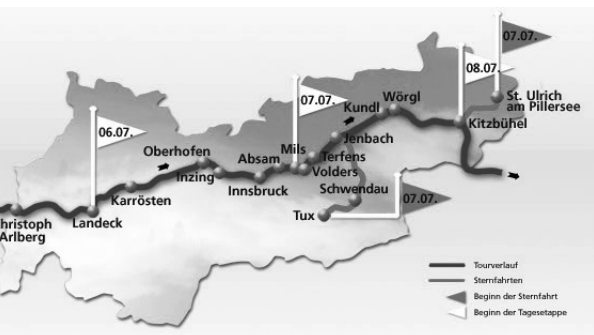 07.07.
08.07.
07.07.
06.07.
Kundl
Wörgl
St. Ulrich
am Pillersee
Kitzbühel
Jenbach
Oberhofen
Absam
Mils
Terfens
Volders
Inzing
Innsbruck
Schwendau
Karrösten
07.07.
Tux
hristoph
Arlberg
Landeck
Tourverlauf
Sternfahrten
Beginn der Sternfahrt
Beginn der Tagesetappe